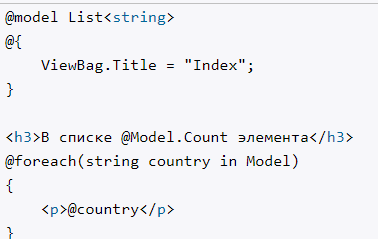 @model List<string>
@{
    ViewBag.Title = "Index";
}

<h3>В списке @Model.Count элемента</h3>
@foreach(string country in Model)
{
    <p>@country</p>
}